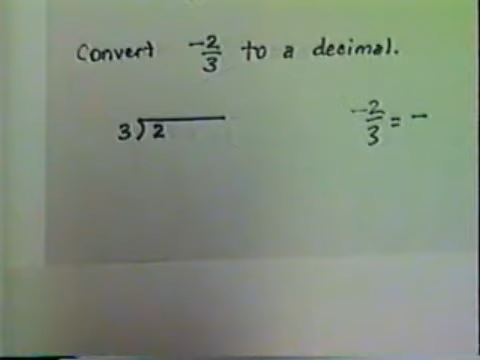 Convert -2/3 to a decimal.
3)2
-2/3 = -